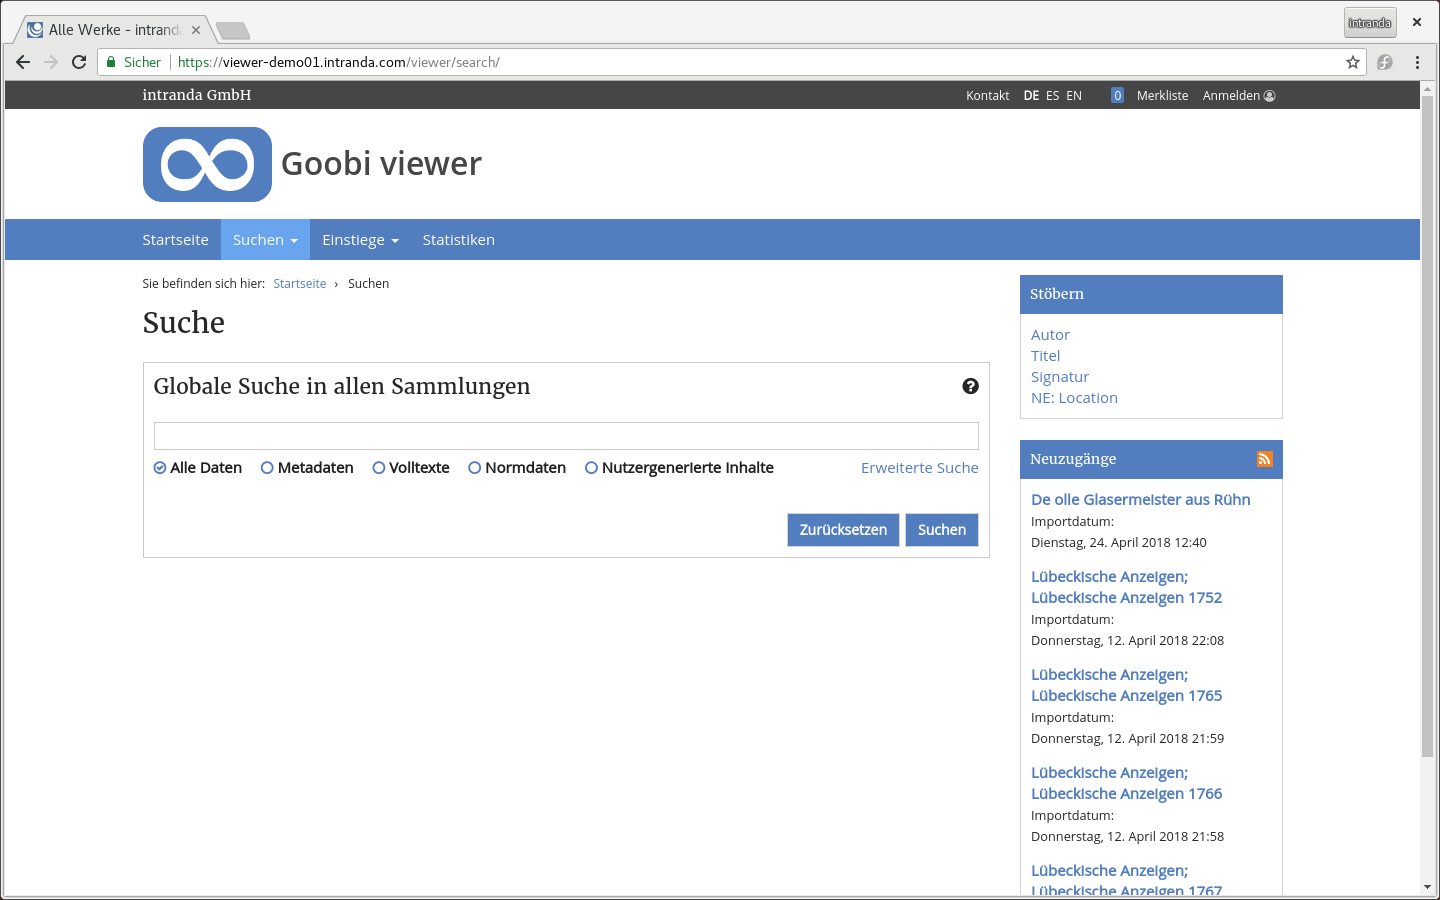 Alle Werke - intranda
intranda
Sicher
https://viewer-demo01.intranda.com/viewer/search/
intranda GmbH
Kontakt DE ES EN 0 Merkliste Anmelden
Goobi viewer
Startseite Suchen Einstiege Statistiken
Sie befinden sich hier: Startseite › Suchen
Suche
Globale Suche in allen Sammlungen
Alle Daten Metadaten Volltexte Normdaten Nutzergenerierte Inhalte Erweiterte Suche
Zurücksetzen Suchen
Stöbern
Autor
Titel
Signatur
NE: Location
Neuzugänge
De olle Glasermeister aus Rühn
Importdatum:
Dienstag, 24. April 2018 12:40
Lübeckische Anzeigen;
Lübeckische Anzeigen 1752
Importdatum:
Donnerstag, 12. April 2018 22:08
Lübeckische Anzeigen;
Lübeckische Anzeigen 1765
Importdatum:
Donnerstag, 12. April 2018 21:59
Lübeckische Anzeigen;
Lübeckische Anzeigen 1766
Importdatum:
Donnerstag, 12. April 2018 21:58
Lübeckische Anzeigen;
Lübeckische Anzeigen 1767